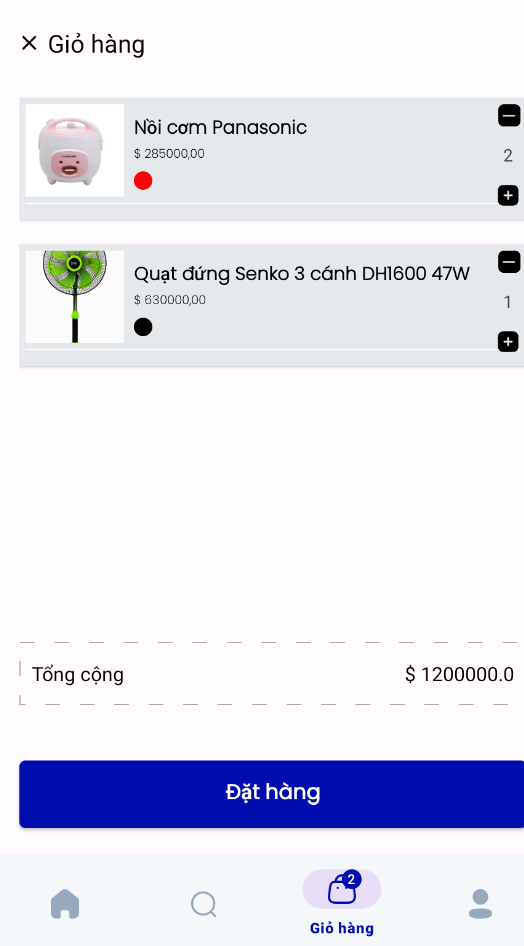 Giỏ hàng
Nồi cơm Panasonic
$ 285000,00
2
Quạt đứng Senko 3 cánh DH1600 47W
$ 630000,00
1
Tổng cộng
$ 1200000.0
Đặt hàng
2
Giỏ hàng